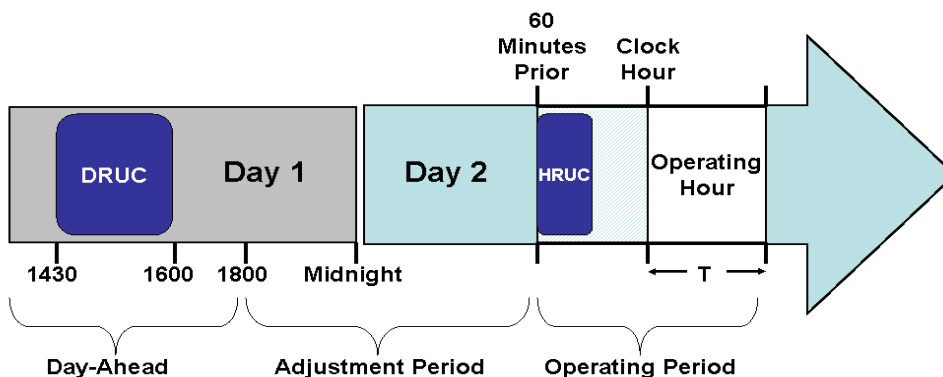 60
Minutes
Prior
Clock
Hour
DRUC
Day 1
Day 2
HRUC
Operating
Hour
1430
1600
1800
Midnight
T
Day-Ahead
Adjustment Period
Operating Period